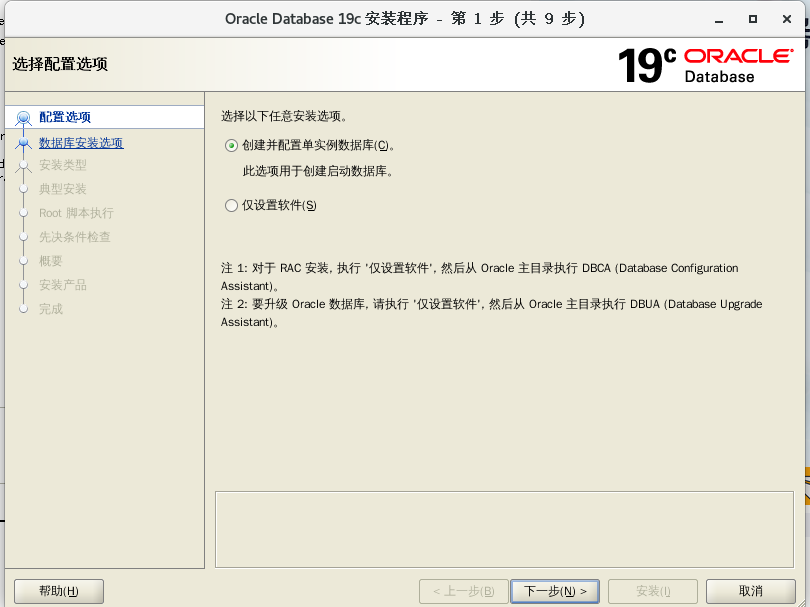 Oracle Database 19c 安装程序 - 第 1 步 (共 9 步)
选择配置选项
19c ORACLE
Database
配置选项
数据库安装选项
安装类型
典型安装
Root 脚本执行
先决条件检查
概要
安装产品
完成
选择以下任意安装选项。
创建并配置单实例数据库(C)。
此选项用于创建启动数据库。
仅设置软件(S)
注 1: 对于 RAC 安装, 执行 '仅设置软件', 然后从 Oracle 主目录执行 DBCA (Database Configuration
Assistant)。
注 2: 要升级 Oracle 数据库, 请执行 '仅设置软件', 然后从 Oracle 主目录执行 DBUA (Database Upgrade
Assistant)。
帮助(H)
< 上一步(B)
下一步(N) >
安装(I)
取消